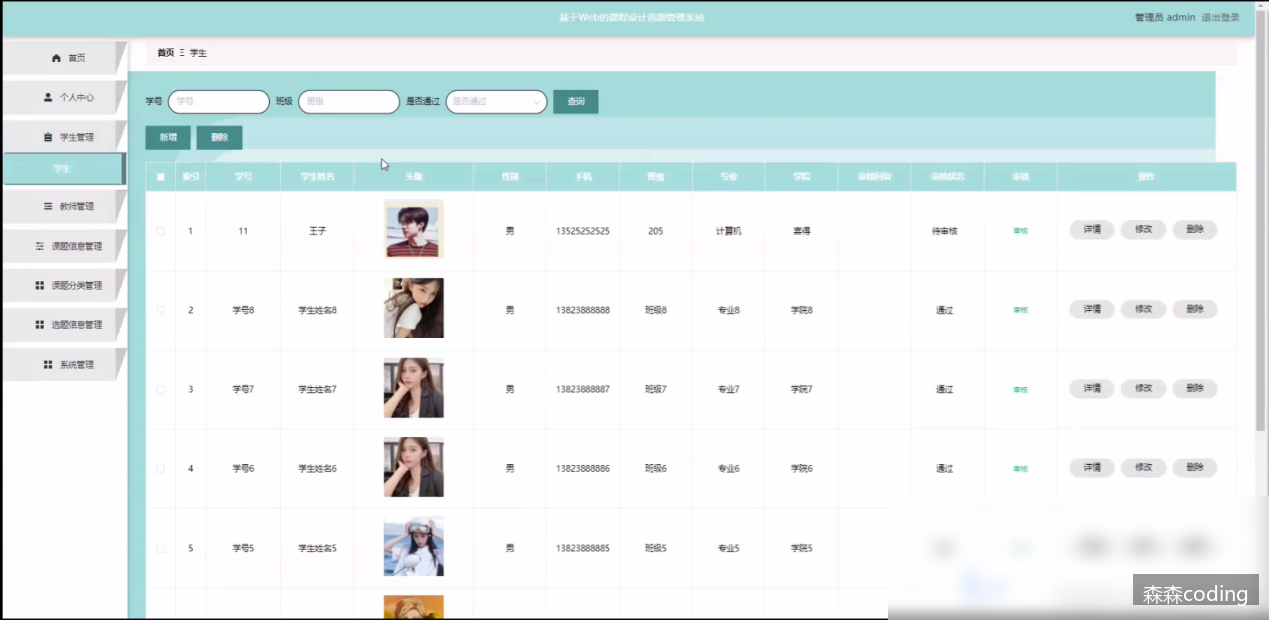 基于Web的课程设计选题管理系统
管理员 admin 退出登录
首页
个人中心
学生管理
学生
教师管理
课题信息管理
课题分类管理
选题信息管理
系统管理
首页 Ξ 学生
学号 学号 班级 班级 是否通过 是否通过 查询
新增 删除
索引 学号 学生姓名 头像 性别 手机 班级 专业 学院 审核回复 审核状态 审核 操作
1 11 王子 男 13525252525 205 计算机 待审核 审核 详情 修改 删除
2 学号8 学生姓名8 男 13823888888 班级8 专业8 学院8 通过 审核 详情 修改 删除
3 学号7 学生姓名7 男 13823888887 班级7 专业7 学院7 通过 审核 详情 修改 删除
4 学号6 学生姓名6 男 13823888886 班级6 专业6 学院6 通过 审核 详情 修改 删除
5 学号5 学生姓名5 男 13823888885 班级5 专业5 学院5
森森coding